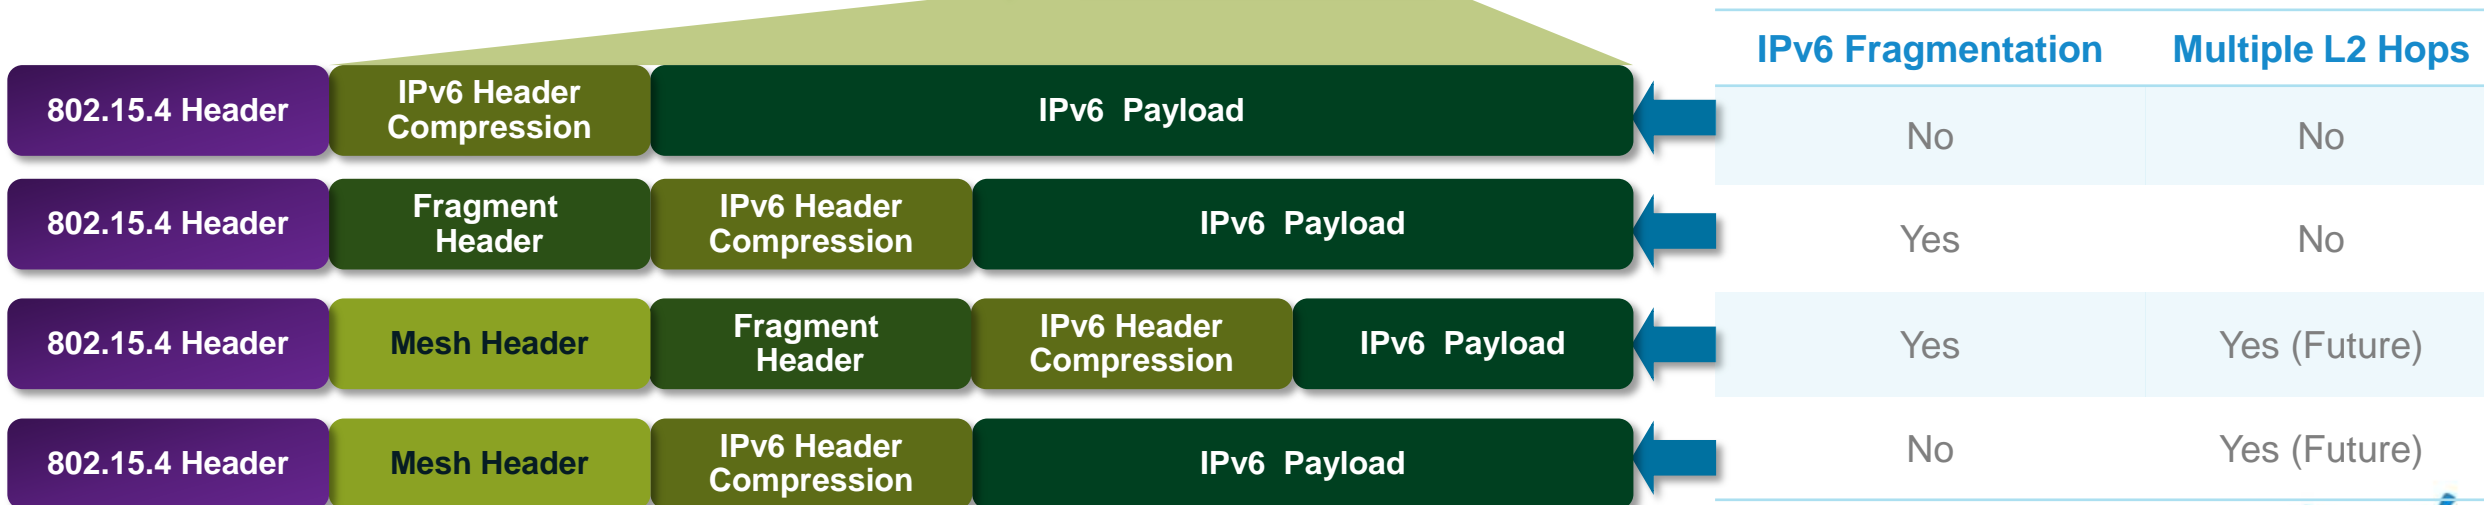 IPv6 Fragmentation Multiple L2 Hops
802.15.4 Header
IPv6 Header
Compression
IPv6 Payload
No
No
802.15.4 Header
Fragment
Header
IPv6 Header
Compression
IPv6 Payload
Yes
No
802.15.4 Header
Mesh Header
Fragment
Header
IPv6 Header
Compression
IPv6 Payload
Yes
Yes (Future)
802.15.4 Header
Mesh Header
IPv6 Header
Compression
IPv6 Payload
No
Yes (Future)